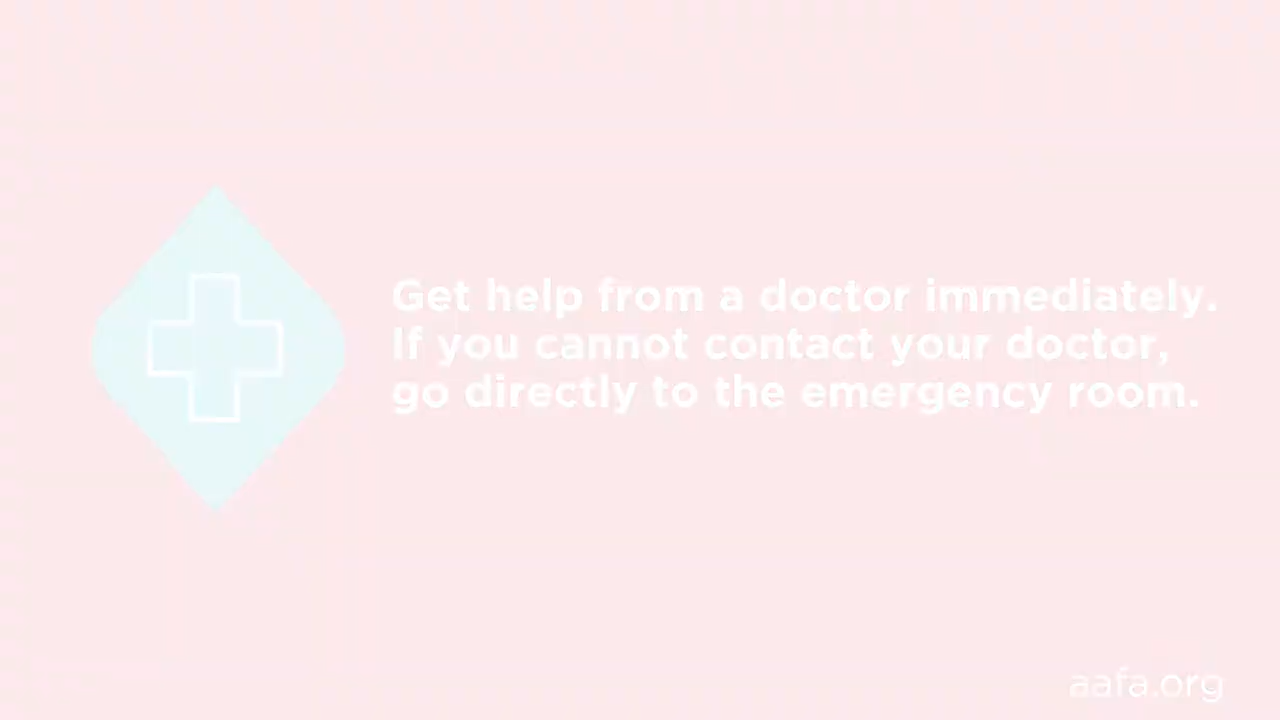 Get help from a doctor immediately.
If you cannot contact your doctor,
go directly to the emergency room.
aafa.org